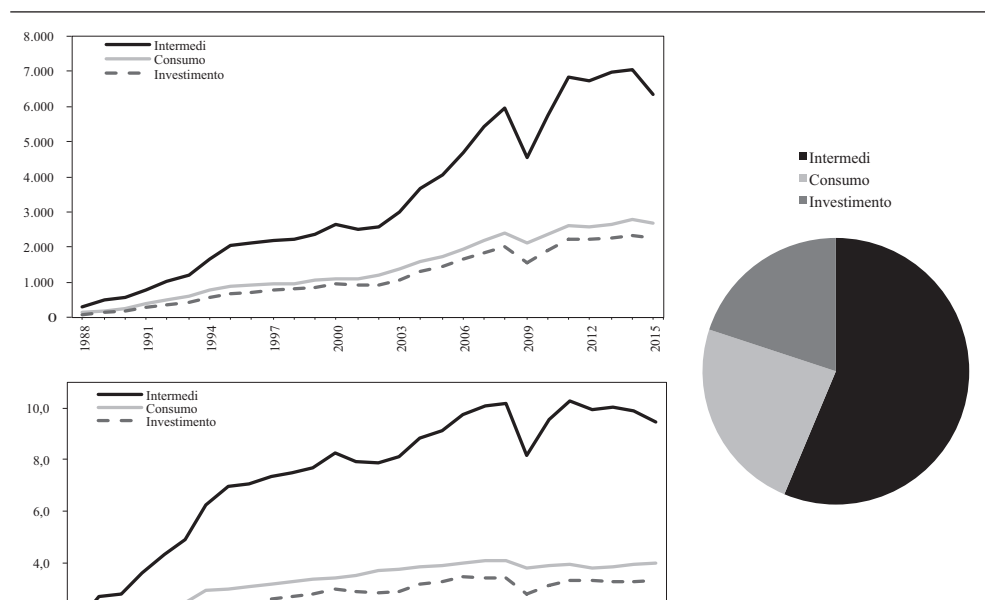 8.000
7.000
6.000
5.000
4.000
3.000
2.000
1.000
0
Intermedi
Consumo
Investimento
1988
1991
1994
1997
2000
2003
2006
2009
2012
2015
Intermedi
Consumo
Investimento
10,0
8,0
6,0
4,0
Intermedi
Consumo
Investimento